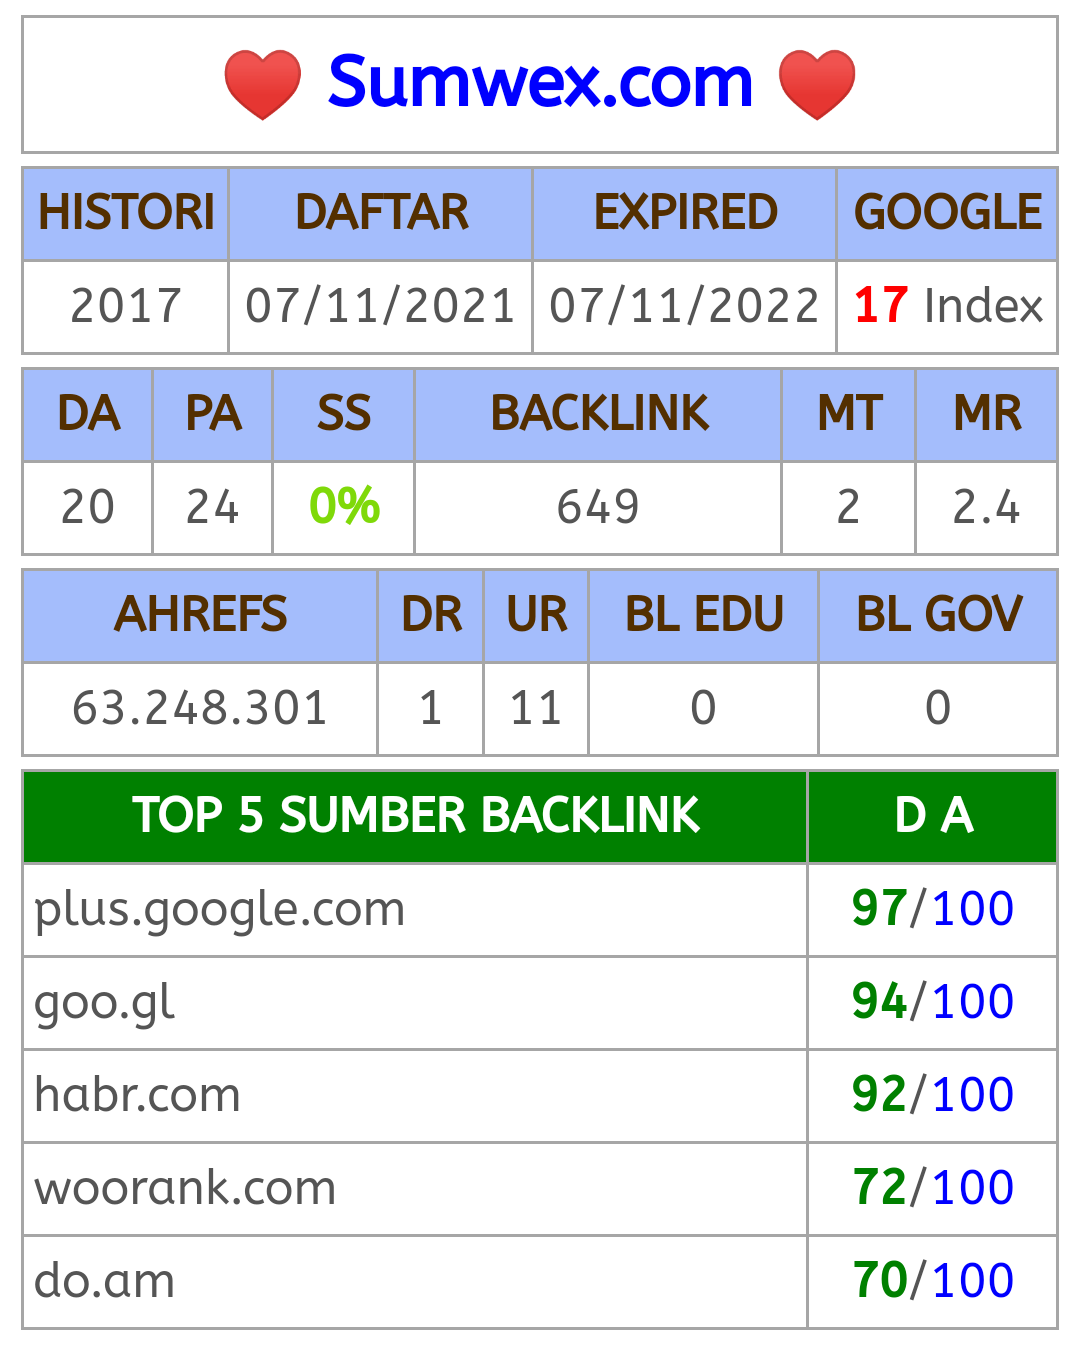 Sumwex.com
HISTORI DAFTAR EXPIRED GOOGLE
2017 07/11/2021 07/11/2022 17 Index
DA PA SS BACKLINK MT MR
20 24 0% 649 2 2.4
AHREFS DR UR BL EDU BL GOV
63.248.301 1 11 0 0
TOP 5 SUMBER BACKLINK D A
plus.google.com 97/100
goo.gl 94/100
habr.com 92/100
woorank.com 72/100
do.am 70/100